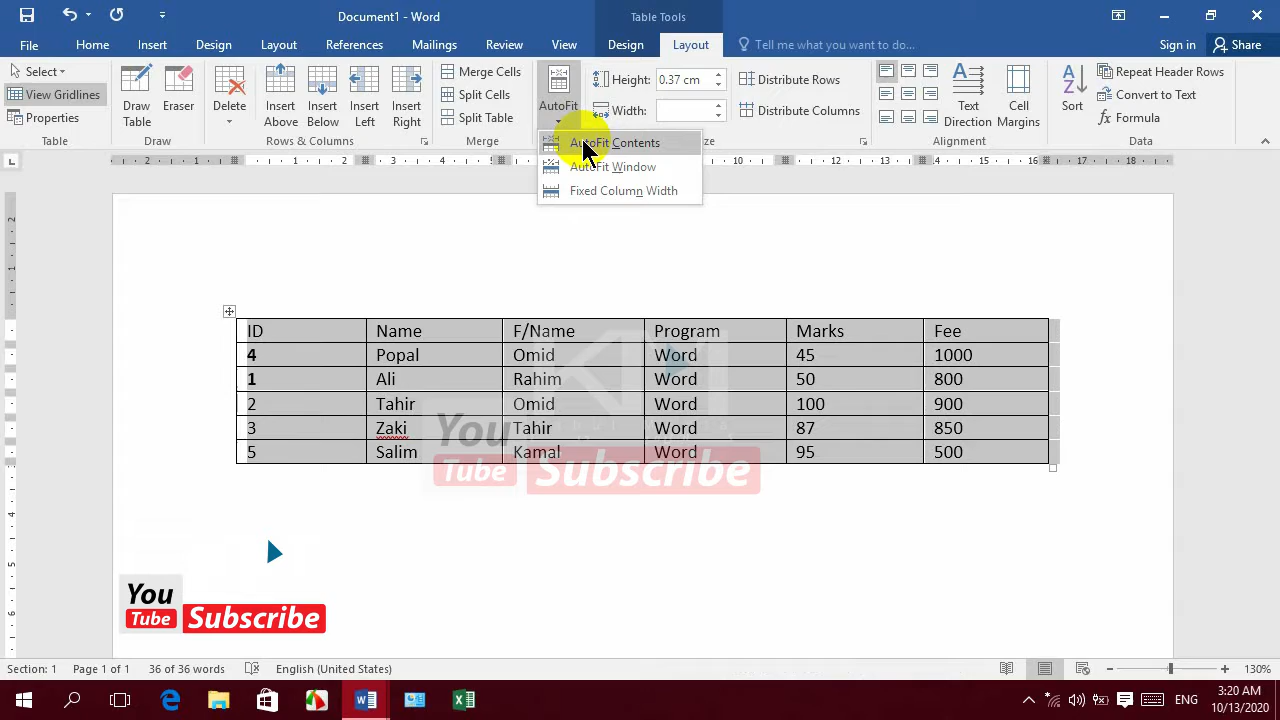 Document1 - Word
Table Tools
File Home Insert Design Layout References Mailings Review View Design Layout Tell me what you want to do... Sign in Share
Select
View Gridlines
Properties
Table
Draw Table
Eraser
Draw
Delete
Insert Above
Insert Below
Insert Left
Insert Right
Rows & Columns
Merge Cells
Split Cells
Split Table
Merge
AutoFit
Height: 0.37 cm
Width:
Distribute Rows
Distribute Columns
Text Direction
Cell Margins
Alignment
Sort
Repeat Header Rows
Convert to Text
Formula
Data
AutoFit Contents
AutoFit Window
Fixed Column Width
ID Name F/Name Program Marks Fee
4 Popal Omid Word 45 1000
1 Ali Rahim Word 50 800
2 Tahir Omid Word 100 900
3 Zaki Tahir Word 87 850
5 Salim Kamal Word 95 500
You
Tube Subscribe
You
Tube Subscribe
Section: 1 Page 1 of 1 36 of 36 words English (United States) 130%
ENG
3:20 AM
10/13/2020